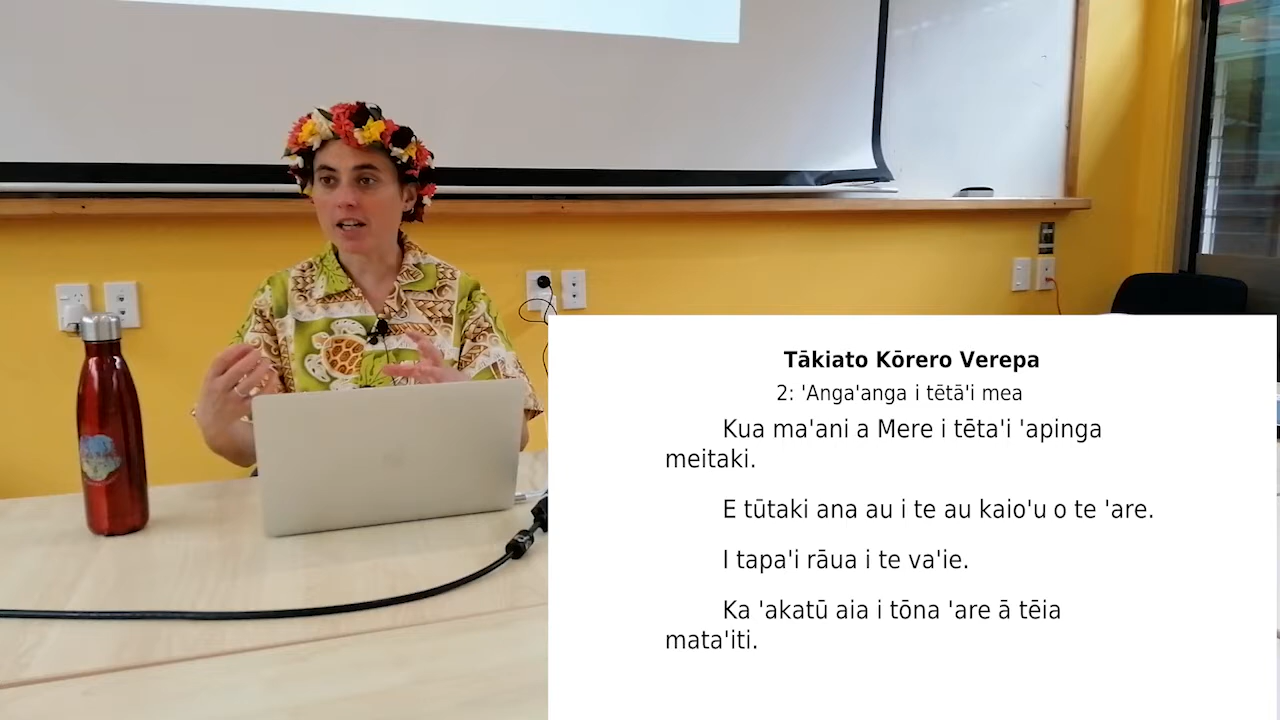 Tākiato Kōrero Verepa
2: 'Anga'anga i tētā'i mea
Kua ma'ani a Mere i tēta'i 'apinga
meitaki.
E tūtaki ana au i te au kaio'u o te 'are.
I tapa'i rāua i te va'ie.
Ka 'akatū aia i tōna 'are ā tēia
mata'iti.